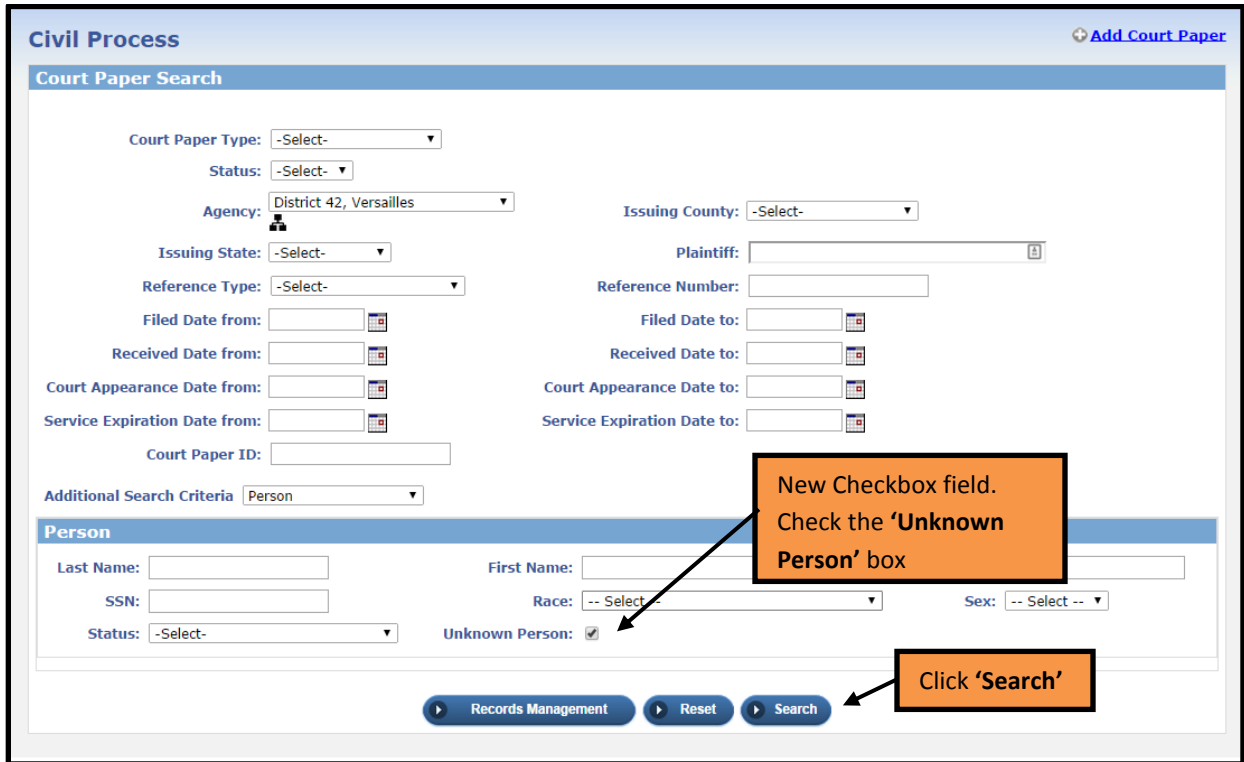 Civil Process
Add Court Paper
Court Paper Search
Court Paper Type: -Select-
Status: -Select-
Agency: District 42, Versailles
Issuing County: -Select-
Issuing State: -Select-
Plaintiff:
Reference Type: -Select-
Reference Number:
Filed Date from:
Filed Date to:
Received Date from:
Received Date to:
Court Appearance Date from:
Court Appearance Date to:
Service Expiration Date from:
Service Expiration Date to:
Court Paper ID:
Additional Search Criteria Person
New Checkbox field.
Check the ‘Unknown
Person’ box
Person
Last Name:
First Name:
SSN:
Race: -- Select --
Sex: -- Select --
Status: -Select-
Unknown Person:
Click ‘Search’
Records Management
Reset
Search